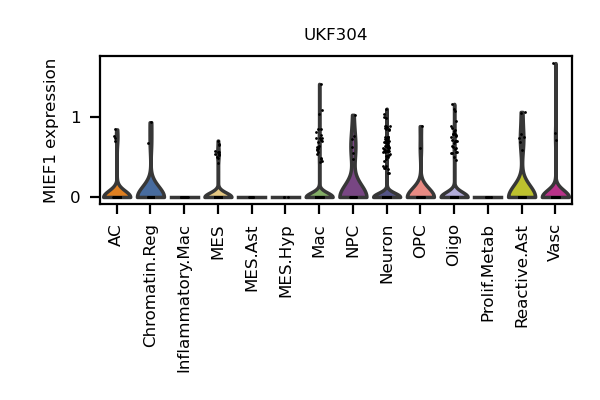 UKF304
MIEF1 expression
1
0
AC
Chromatin.Reg
Inflammatory.Mac
MES
MES.Ast
MES.Hyp
Mac
NPC
Neuron
OPC
Oligo
Prolif.Metab
Reactive.Ast
Vasc